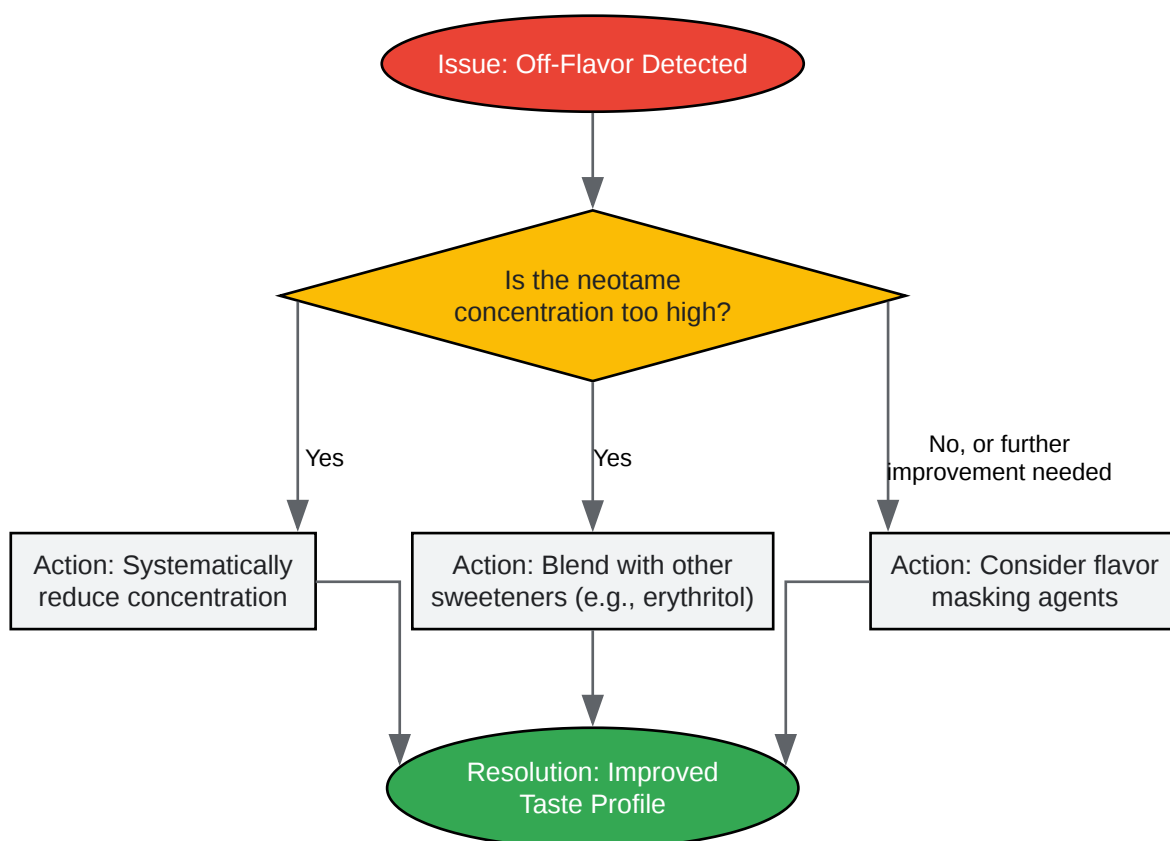 Issue: Off-Flavor Detected
Is the neotame
concentration too high?
Yes
Yes
No, or further
improvement needed
Action: Systematically
reduce concentration
Action: Blend with other
sweeteners (e.g., erythritol)
Action: Consider flavor
masking agents
Resolution: Improved
Taste Profile